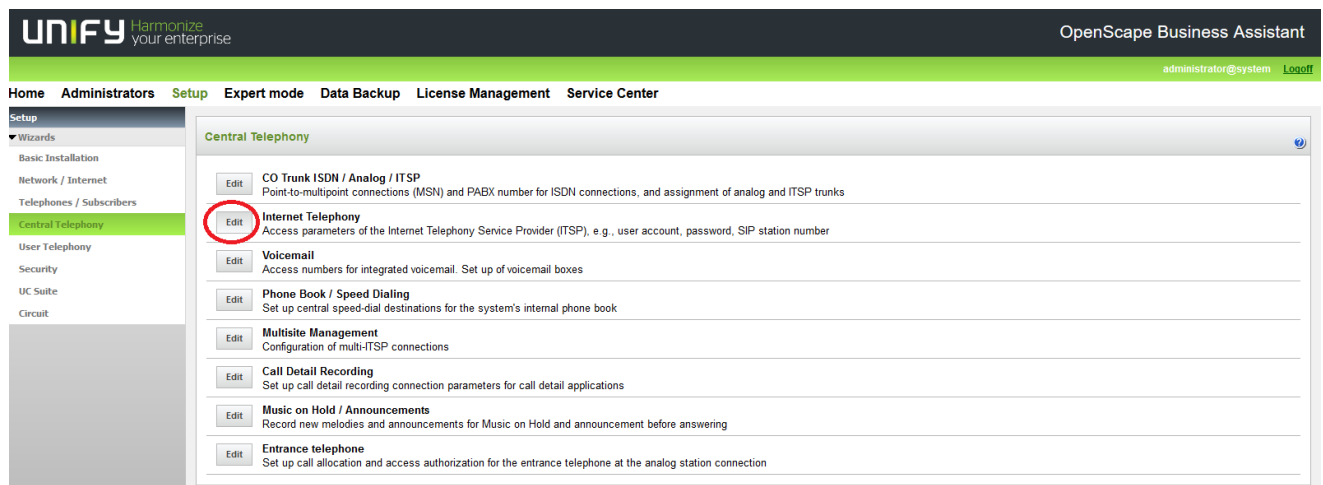 UNIFY Harmonize
your enterprise
OpenScape Business Assistant
administrator@system Logoff
Home Administrators Setup Expert mode Data Backup License Management Service Center
Setup
Wizards
Basic Installation
Network / Internet
Telephones / Subscribers
Central Telephony
User Telephony
Security
UC Suite
Circuit
Central Telephony
?
Edit CO Trunk ISDN / Analog / ITSP
Point-to-multipoint connections (MSN) and PABX number for ISDN connections, and assignment of analog and ITSP trunks
Edit Internet Telephony
Access parameters of the Internet Telephony Service Provider (ITSP), e.g., user account, password, SIP station number
Edit Voicemail
Access numbers for integrated voicemail. Set up of voicemail boxes
Edit Phone Book / Speed Dialing
Set up central speed-dial destinations for the system's internal phone book
Edit Multisite Management
Configuration of multi-ITSP connections
Edit Call Detail Recording
Set up call detail recording connection parameters for call detail applications
Edit Music on Hold / Announcements
Record new melodies and announcements for Music on Hold and announcement before answering
Edit Entrance telephone
Set up call allocation and access authorization for the entrance telephone at the analog station connection